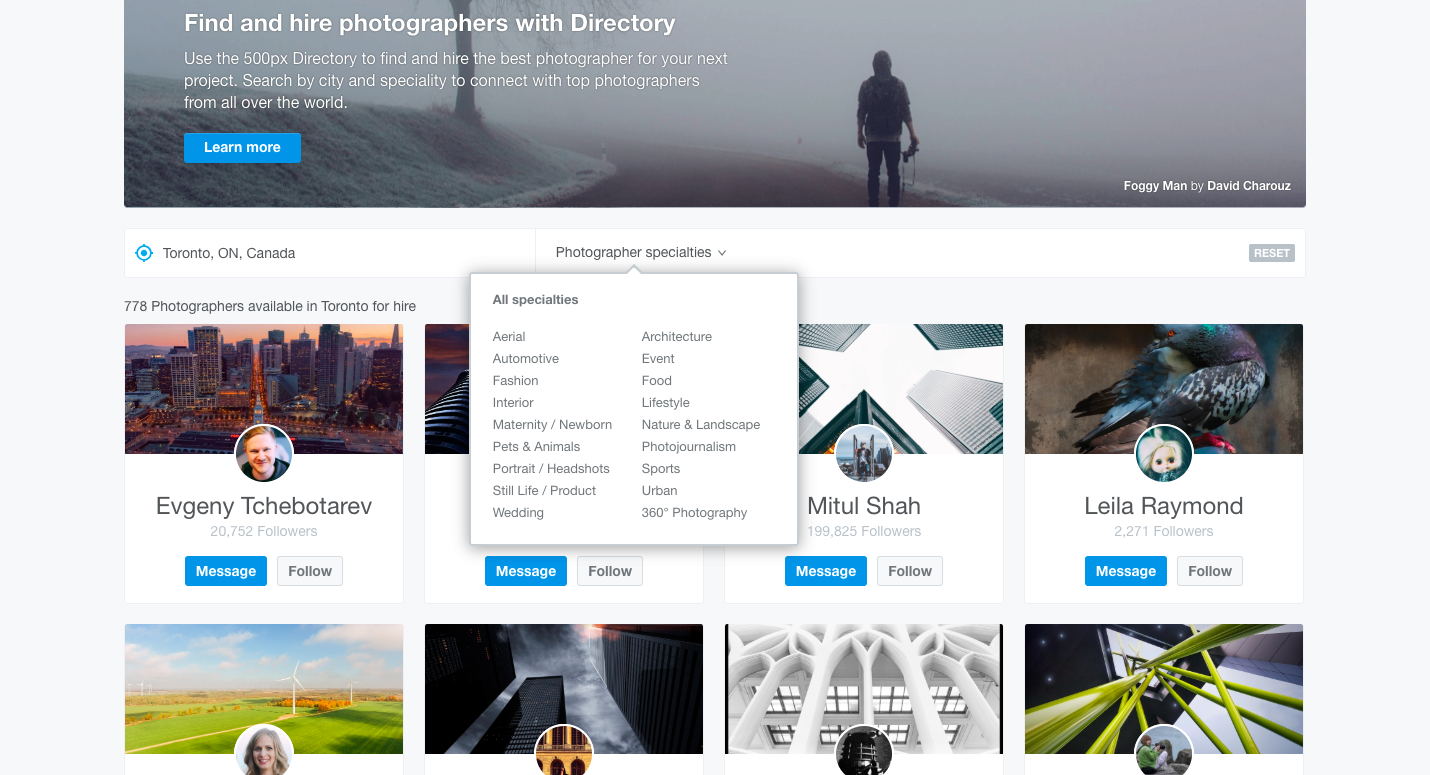 Find and hire photographers with Directory
Use the 500px Directory to find and hire the best photographer for your next
project. Search by city and speciality to connect with top photographers
from all over the world.
Learn more
Foggy Man by David Charouz
Toronto, ON, Canada
Photographer specialties
RESET
778 Photographers available in Toronto for hire
All specialties
Aerial
Architecture
Automotive
Event
Fashion
Food
Interior
Lifestyle
Maternity / Newborn
Nature & Landscape
Pets & Animals
Photojournalism
Portrait / Headshots
Sports
Still Life / Product
Urban
Wedding
360° Photography
Evgeny Tchebotarev
20,752 Followers
Message
Follow
Message
Follow
Mitul Shah
199,825 Followers
Message
Follow
Leila Raymond
2,271 Followers
Message
Follow